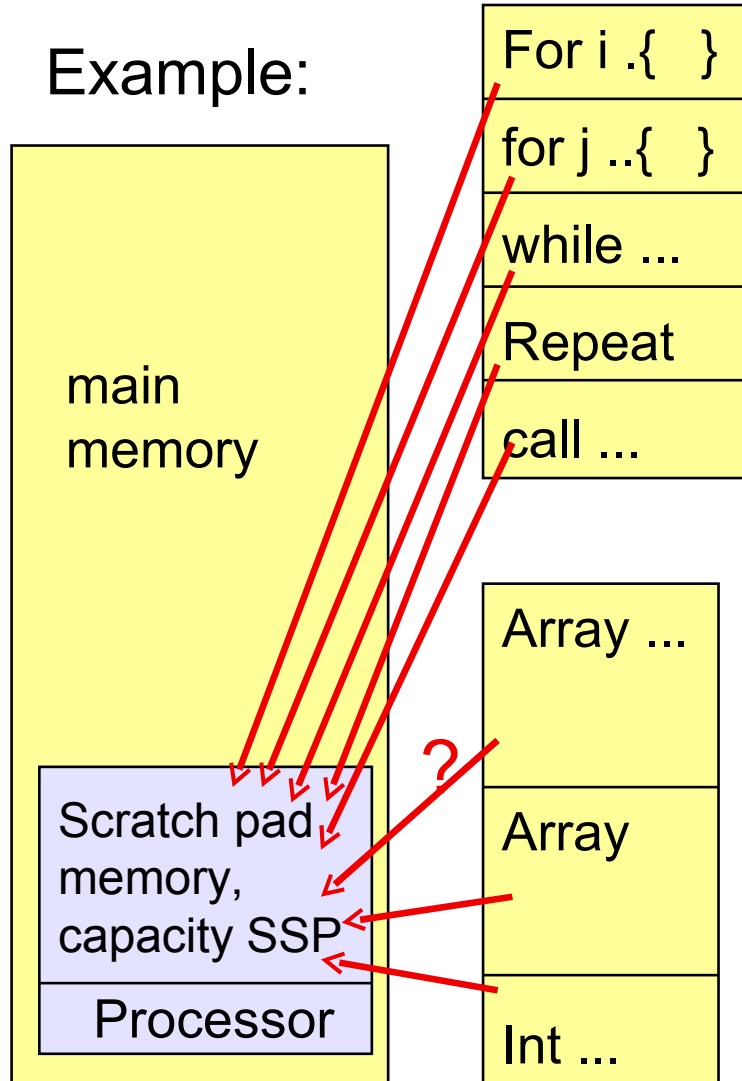 Example:
For i .{ }
for j ..{ }
while ...
Repeat
call ...
main
memory
Array ...
?
Array
Int ...
Scratch pad
memory,
capacity SSP
Processor